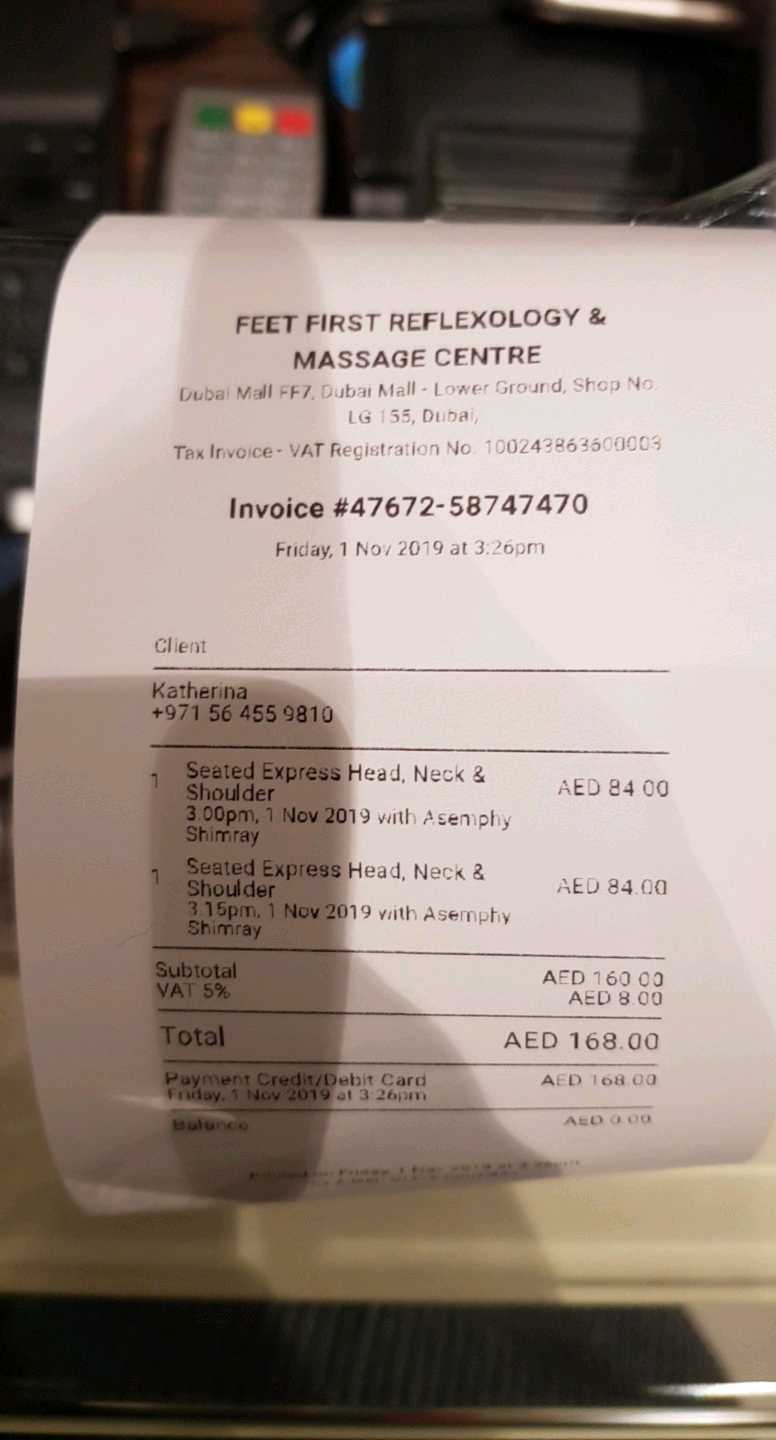 FEET FIRST REFLEXOLOGY &
MASSAGE CENTRE
Dubai Mall FF7, Dubai Mall - Lower Ground, Shop No.
LG 155, Dubai,
Tax Invoice - VAT Registration No. 100243863600003
Invoice #47672-58747470
Friday, 1 Nov 2019 at 3:26pm
Client
Katherina
+971 56 455 9810
1 Seated Express Head, Neck & AED 84.00
Shoulder
3.00pm, 1 Nov 2019 with Asemphy
Shimray
1 Seated Express Head, Neck & AED 84.00
Shoulder
3.15pm, 1 Nov 2019 with Asemphy
Shimray
Subtotal AED 160.00
VAT 5% AED 8.00
Total AED 168.00
Payment Credit/Debit Card AED 168.00
Friday, 1 Nov 2019 at 3:26pm
Balance AED 0.00
Friday, 1 Nov 2019 at